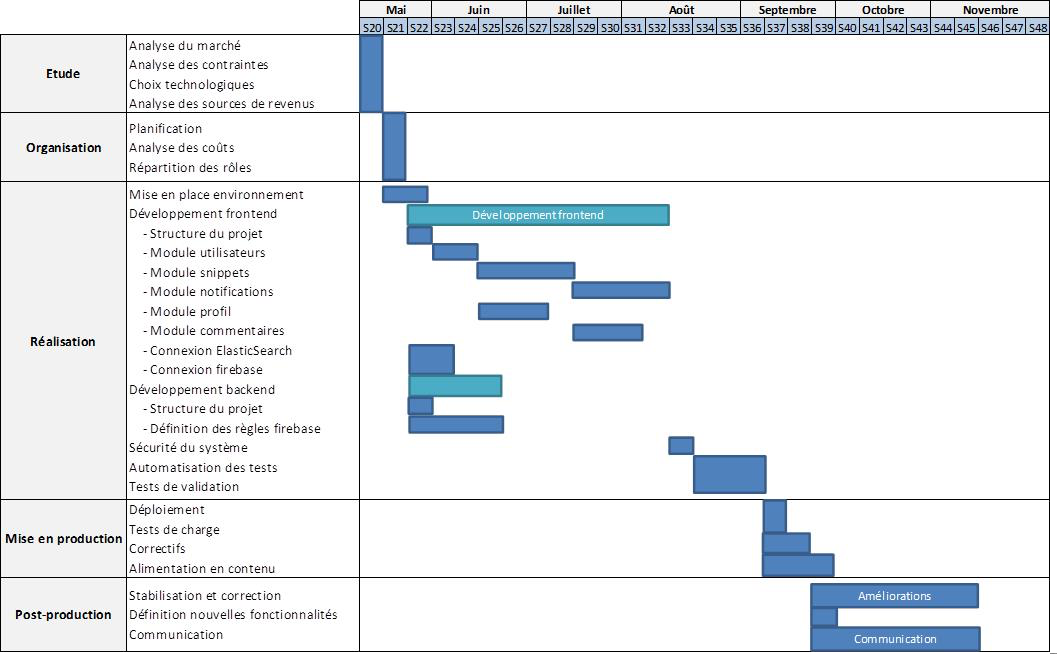 Mai Juin Juillet Août Septembre Octobre Novembre
S20 S21 S22 S23 S24 S25 S26 S27 S28 S29 S30 S31 S32 S33 S34 S35 S36 S37 S38 S39 S40 S41 S42 S43 S44 S45 S46 S47 S48
Etude
Analyse du marché
Analyse des contraintes
Choix technologiques
Analyse des sources de revenus
Organisation
Planification
Analyse des coûts
Répartition des rôles
Réalisation
Mise en place environnement
Développement frontend Développement frontend
- Structure du projet
- Module utilisateurs
- Module snippets
- Module notifications
- Module profil
- Module commentaires
- Connexion ElasticSearch
- Connexion firebase
Développement backend
- Structure du projet
- Définition des règles firebase
Sécurité du système
Automatisation des tests
Tests de validation
Mise en production
Déploiement
Tests de charge
Correctifs
Alimentation en contenu
Post-production
Stabilisation et correction Améliorations
Définition nouvelles fonctionnalités
Communication Communication